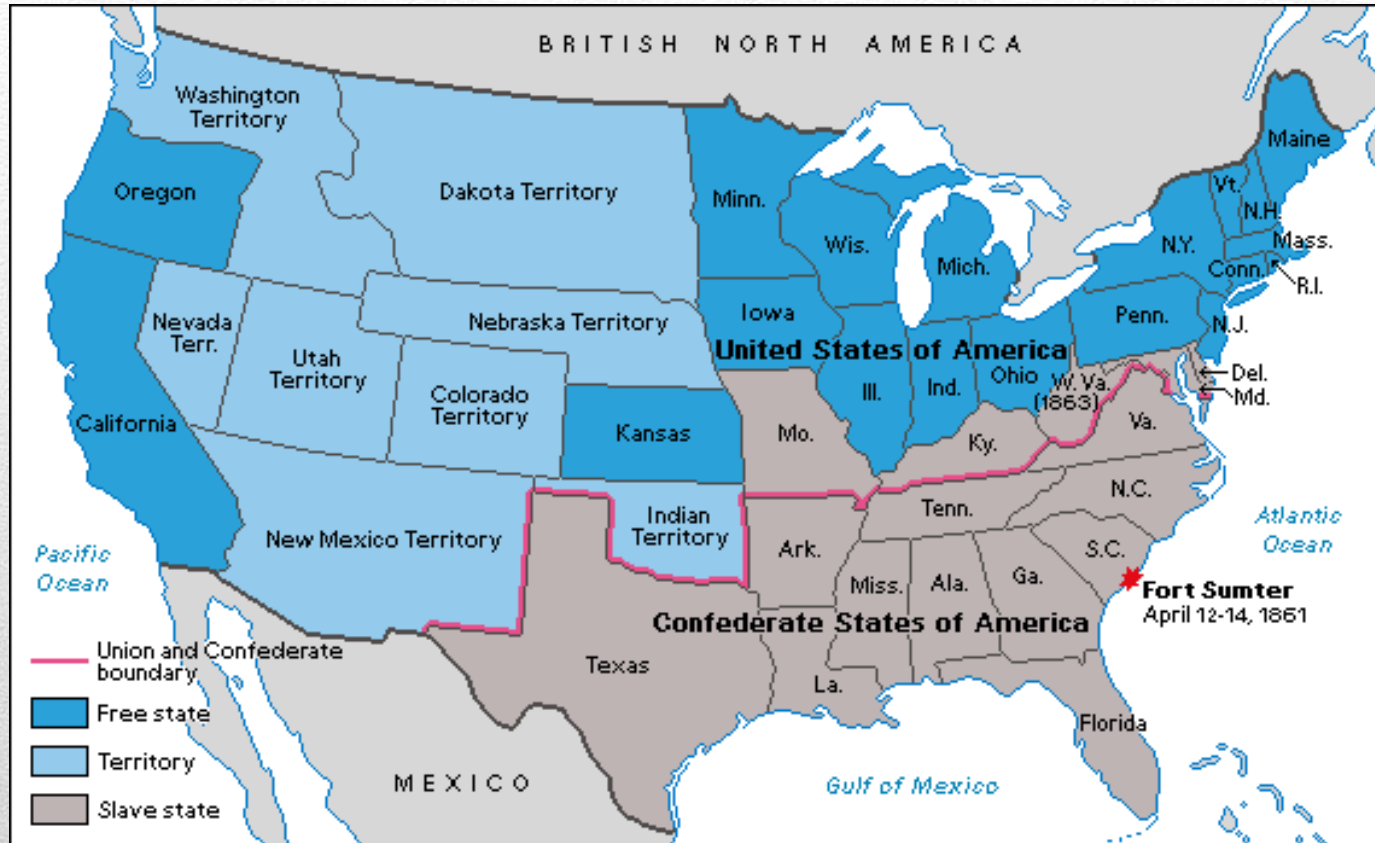 BRITISH NORTH AMERICA
Washington
Territory
Oregon
Dakota Territory
Minn.
Wis.
Mich.
Maine
Vt.
N.H.
N.Y.
Mass.
Conn.
R.I.
Nevada
Terr.
Utah
Territory
Nebraska Territory
Iowa
Penn.
N.J.
United States of America
Colorado
Territory
Ill.
Ind.
Ohio
W. Va.
(1863)
Del.
Md.
California
Kansas
Mo.
Ky.
Va.
New Mexico Territory
Indian
Territory
Tenn.
N.C.
Ark.
Miss.
Ala.
Ga.
S.C.
Pacific
Ocean
Atlantic
Ocean
Fort Sumter
April 12-14, 1861
Confederate States of America
Texas
La.
Florida
MEXICO
Gulf of Mexico
Union and Confederate
boundary
Free state
Territory
Slave state